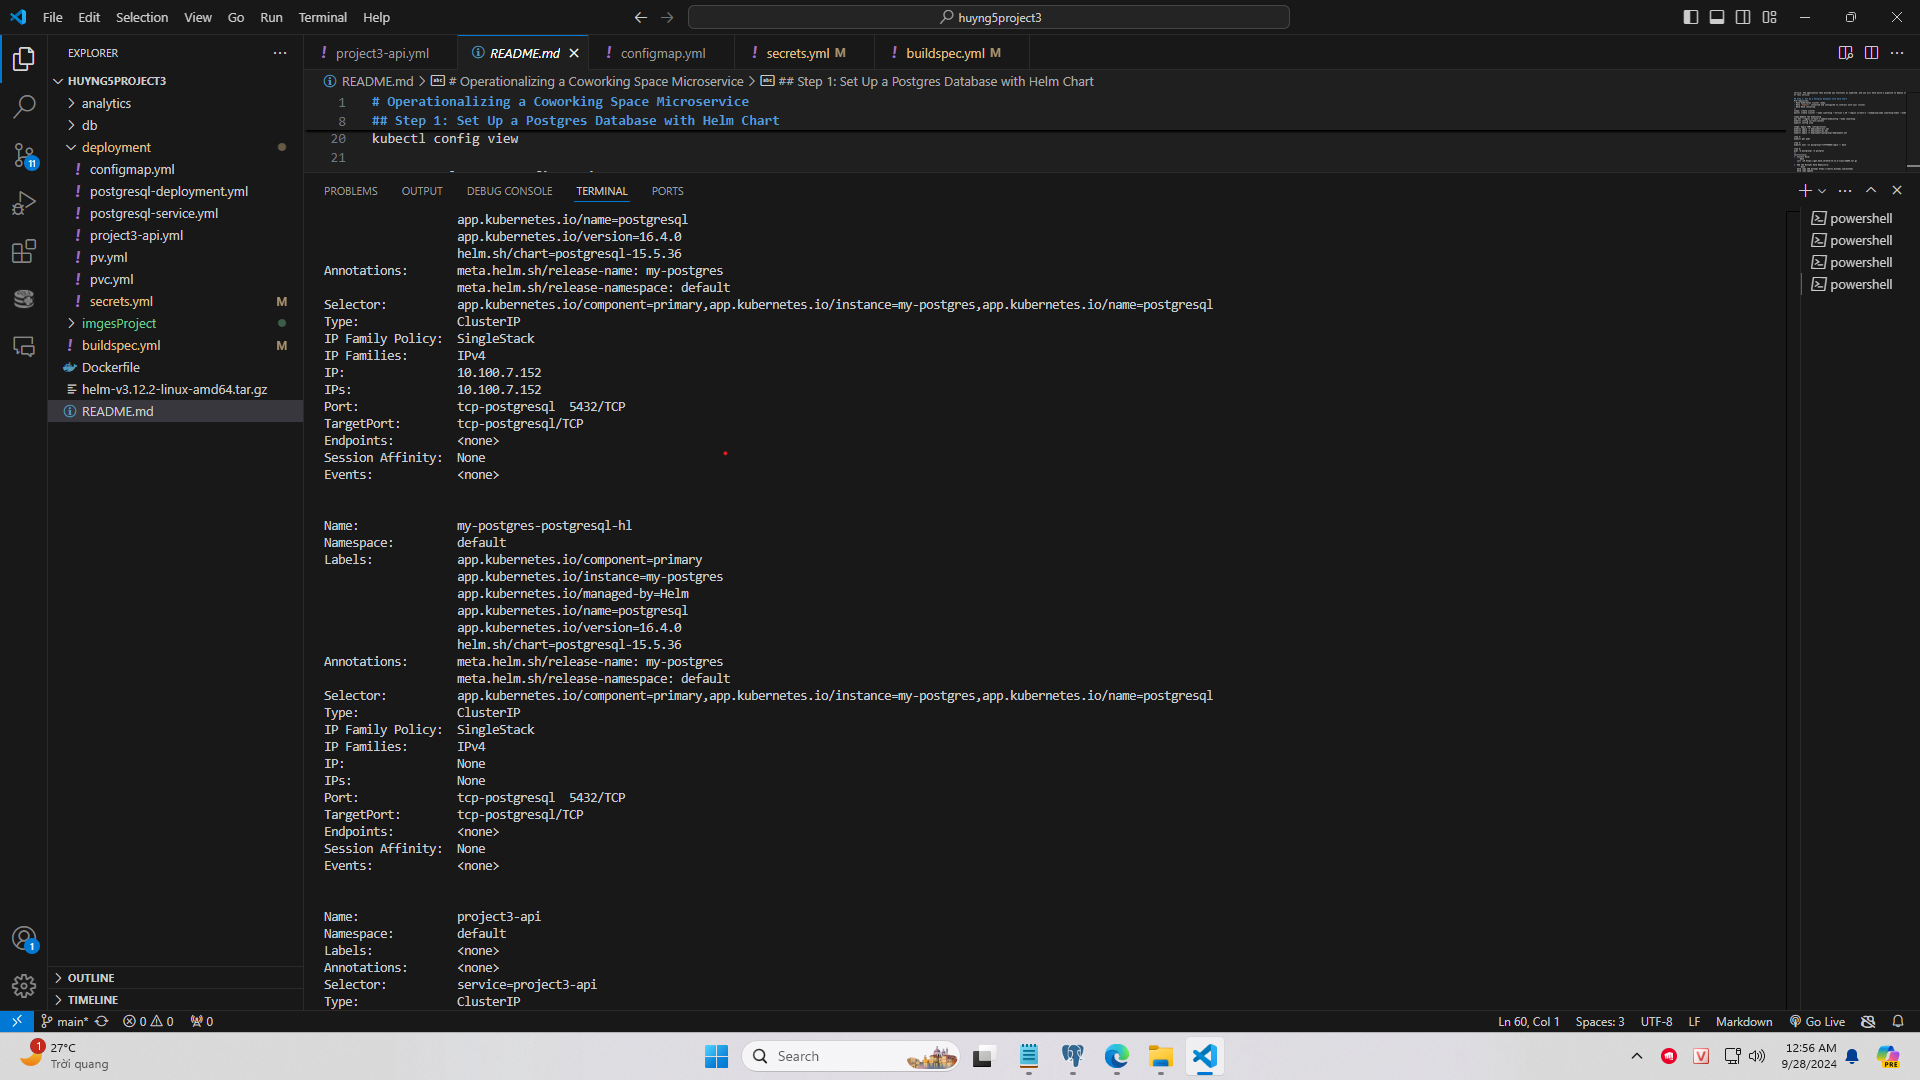 File Edit Selection View Go Run Terminal Help
huyng5project3
EXPLORER
HUYNG5PROJECT3
analytics
db
deployment
configmap.yml
postgresql-deployment.yml
postgresql-service.yml
project3-api.yml
pv.yml
pvc.yml
secrets.yml M
imgesProject
buildspec.yml M
Dockerfile
helm-v3.12.2-linux-amd64.tar.gz
README.md
OUTLINE
TIMELINE
11
1
project3-api.yml README.md configmap.yml secrets.yml M buildspec.yml M
README.md > # Operationalizing a Coworking Space Microservice > ## Step 1: Set Up a Postgres Database with Helm Chart
1 # Operationalizing a Coworking Space Microservice
8 ## Step 1: Set Up a Postgres Database with Helm Chart
20 kubectl config view
21
PROBLEMS OUTPUT DEBUG CONSOLE TERMINAL PORTS
app.kubernetes.io/name=postgresql
app.kubernetes.io/version=16.4.0
helm.sh/chart=postgresql-15.5.36
Annotations: meta.helm.sh/release-name: my-postgres
meta.helm.sh/release-namespace: default
Selector: app.kubernetes.io/component=primary,app.kubernetes.io/instance=my-postgres,app.kubernetes.io/name=postgresql
Type: ClusterIP
IP Family Policy: SingleStack
IP Families: IPv4
IP: 10.100.7.152
IPs: 10.100.7.152
Port: tcp-postgresql 5432/TCP
TargetPort: tcp-postgresql/TCP
Endpoints: <none>
Session Affinity: None
Events: <none>
Name: my-postgres-postgresql-hl
Namespace: default
Labels: app.kubernetes.io/component=primary
app.kubernetes.io/instance=my-postgres
app.kubernetes.io/managed-by=Helm
app.kubernetes.io/name=postgresql
app.kubernetes.io/version=16.4.0
helm.sh/chart=postgresql-15.5.36
Annotations: meta.helm.sh/release-name: my-postgres
meta.helm.sh/release-namespace: default
Selector: app.kubernetes.io/component=primary,app.kubernetes.io/instance=my-postgres,app.kubernetes.io/name=postgresql
Type: ClusterIP
IP Family Policy: SingleStack
IP Families: IPv4
IP: None
IPs: None
Port: tcp-postgresql 5432/TCP
TargetPort: tcp-postgresql/TCP
Endpoints: <none>
Session Affinity: None
Events: <none>
Name: project3-api
Namespace: default
Labels: <none>
Annotations: <none>
Selector: service=project3-api
Type: ClusterIP
powershell
powershell
powershell
powershell
main* 0 0 0
Ln 60, Col 1 Spaces: 3 UTF-8 LF Markdown Go Live
1
27°C
Trời quang
Search
12:56 AM
9/28/2024
PRE